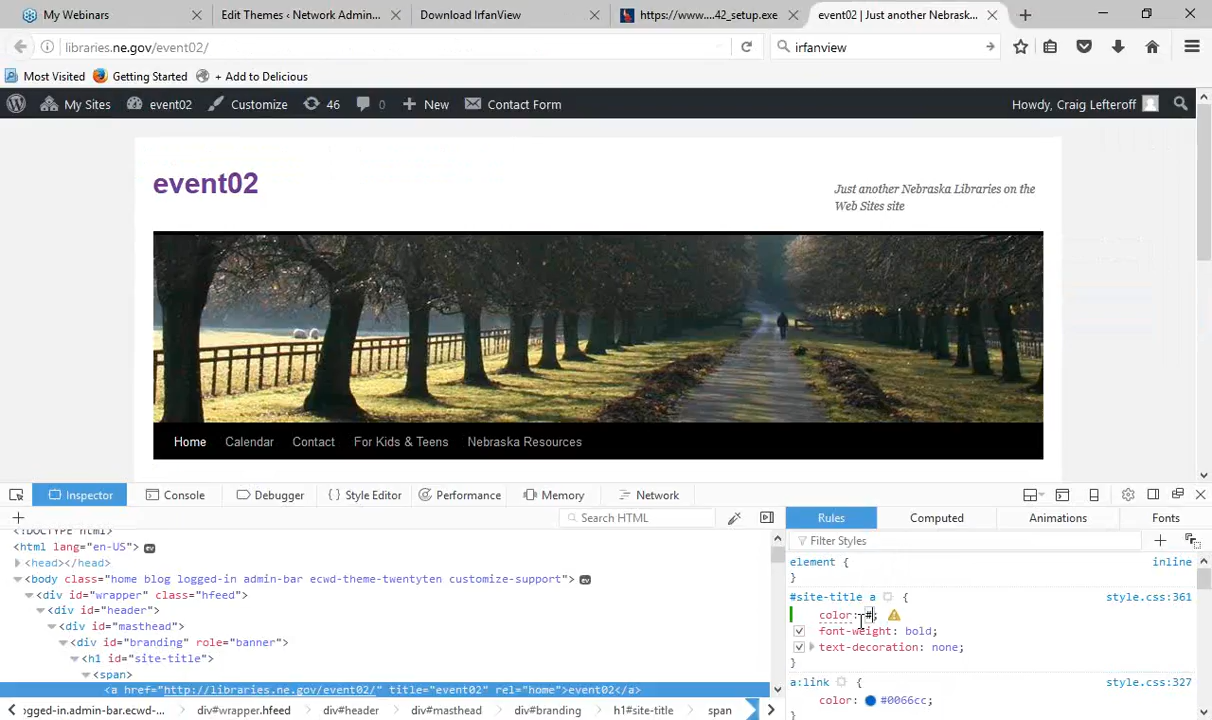 My Webinars
Edit Themes ‹ Network Admin...
Download IrfanView
https://www....42_setup.exe
event02 | Just another Nebrask...
libraries.ne.gov/event02/
irfanview
Most Visited
Getting Started
+ Add to Delicious
My Sites
event02
Customize
46
0
New
Contact Form
Howdy, Craig Lefteroff
event02
Just another Nebraska Libraries on the
Web Sites site
Home
Calendar
Contact
For Kids & Teens
Nebraska Resources
Inspector
Console
Debugger
Style Editor
Performance
Memory
Network
Search HTML
Rules
Computed
Animations
Fonts
Filter Styles
<!DOCTYPE html>
<html lang="en-US"> ev
<head></head>
<body class="home blog logged-in admin-bar ecwd-theme-twentyten customize-support"> ev
<div id="wrapper" class="hfeed">
<div id="header">
<div id="masthead">
<div id="branding" role="banner">
<h1 id="site-title">
<span>
<a href="http://libraries.ne.gov/event02/" title="event02" rel="home">event02</a>
ogged-in.admin-bar.ecwd-...
div#wrapper.hfeed
div#header
div#masthead
div#branding
h1#site-title
span
element {
inline
}
#site-title a {
style.css:361
color: #;
font-weight: bold;
text-decoration: none;
}
a:link {
style.css:327
color: #0066cc;
}